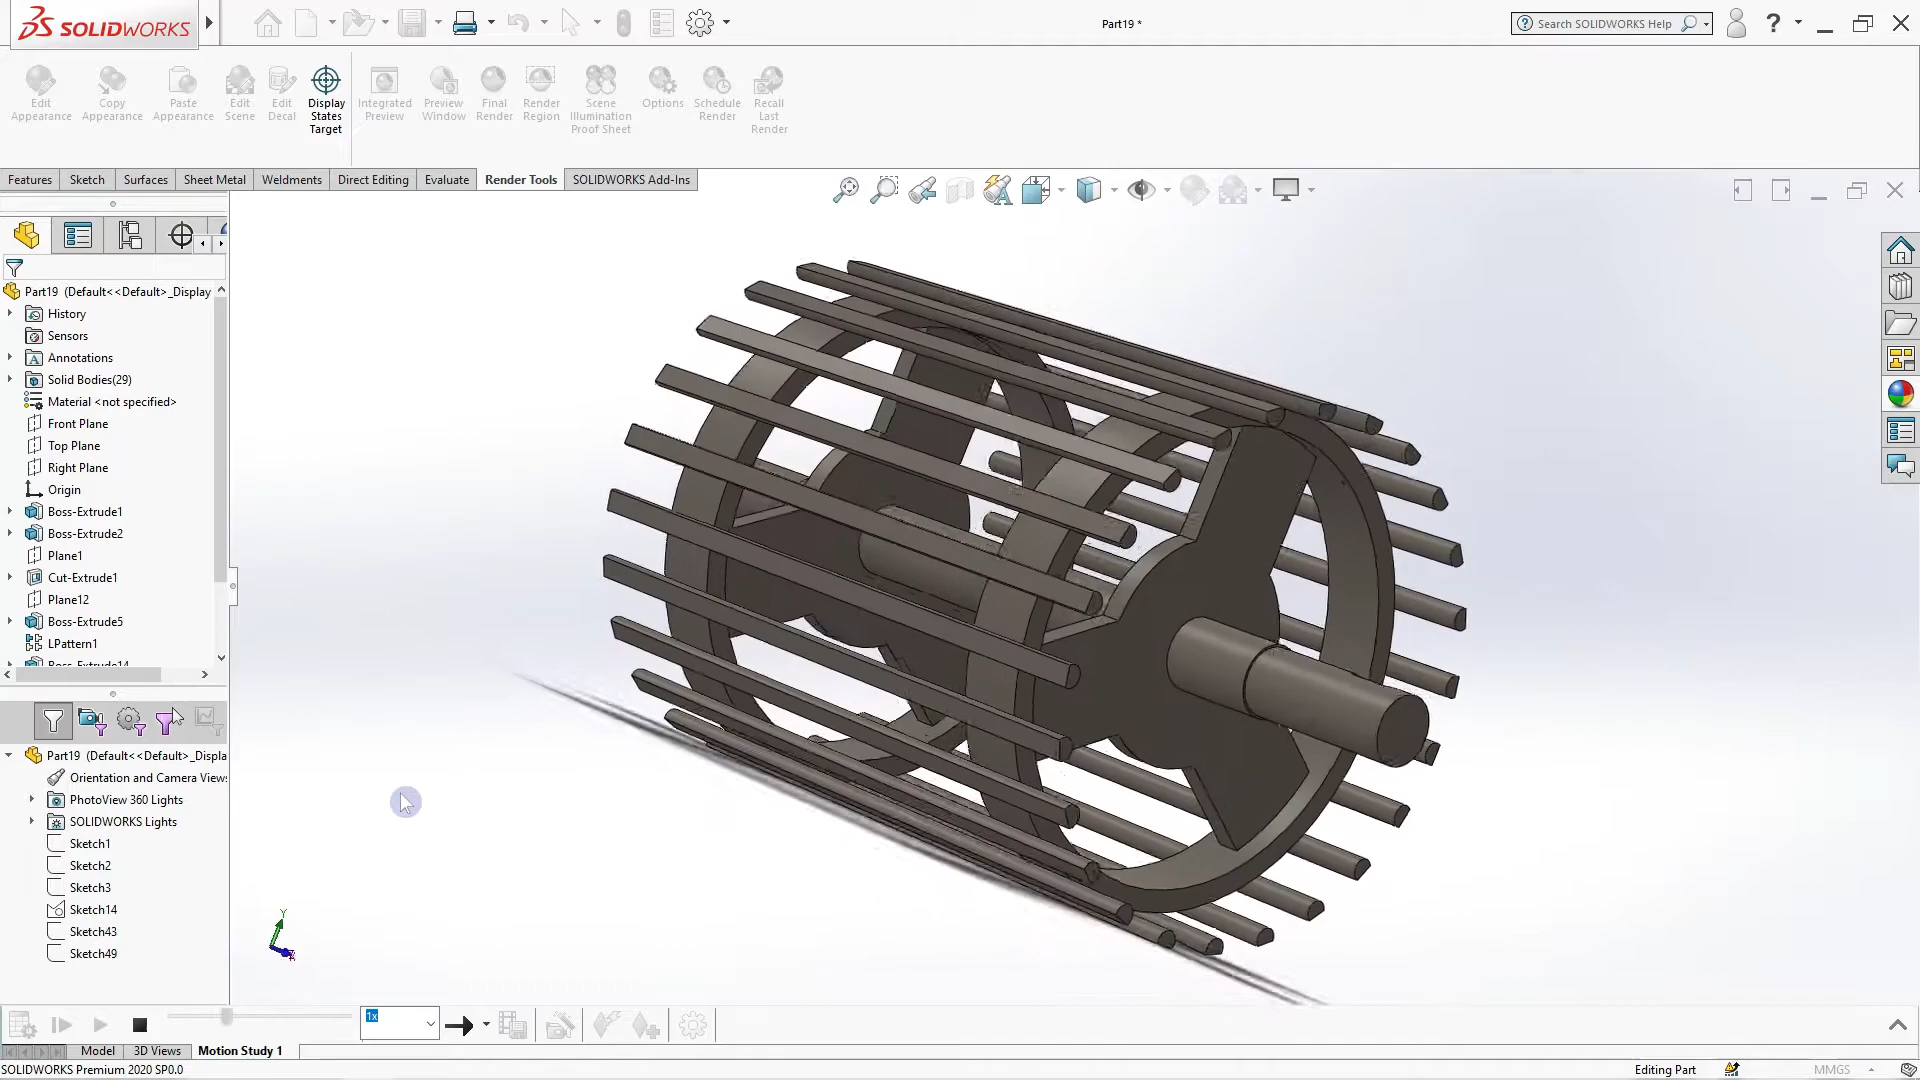 SOLIDWORKS
Part19 *
Search SOLIDWORKS Help
Edit Appearance
Copy Appearance
Paste Appearance
Edit Scene
Edit Decal
Display States Target
Integrated Preview
Preview Window
Final Render
Render Region
Scene Illumination Proof Sheet
Options
Schedule Render
Recall Last Render
Features
Sketch
Surfaces
Sheet Metal
Weldments
Direct Editing
Evaluate
Render Tools
SOLIDWORKS Add-Ins
Part19 (Default<<Default>_Display
History
Sensors
Annotations
Solid Bodies(29)
Material <not specified>
Front Plane
Top Plane
Right Plane
Origin
Boss-Extrude1
Boss-Extrude2
Plane1
Cut-Extrude1
Plane12
Boss-Extrude5
LPattern1
Boss-Extrude14
Part19 (Default<<Default>_Displa
Orientation and Camera Views
PhotoView 360 Lights
SOLIDWORKS Lights
Sketch1
Sketch2
Sketch3
Sketch14
Sketch43
Sketch49
Y
1x
Model
3D Views
Motion Study 1
SOLIDWORKS Premium 2020 SP0.0
Editing Part
MMGS